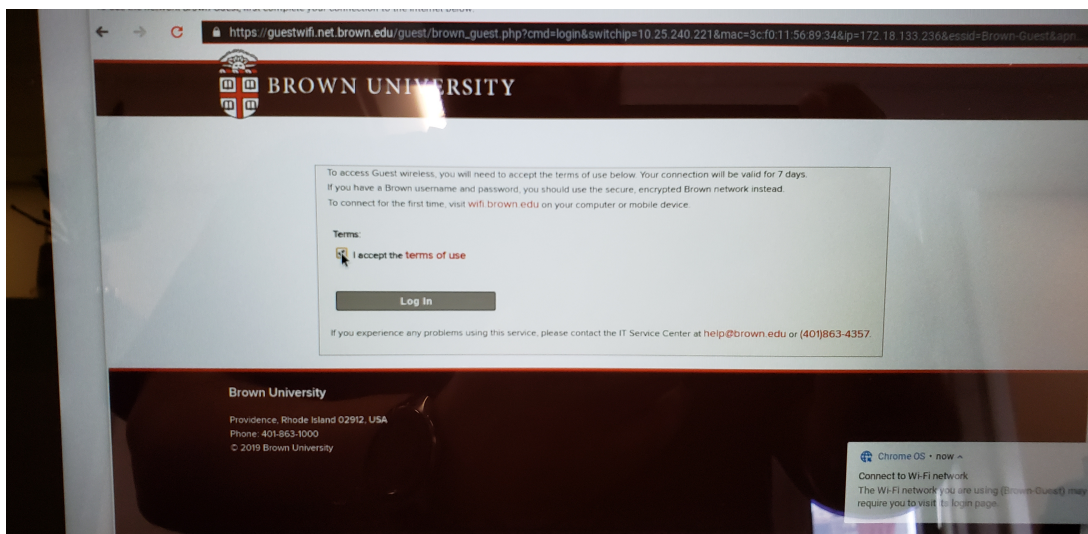 https://guestwifi.net.brown.edu/guest/brown_guest.php?cmd=login&switchip=10.25.240.221&mac=3c:f0:11:56:89:34&ip=172.18.133.236&essid=Brown-Guest&apn...
BROWN UNIVERSITY
To access Guest wireless, you will need to accept the terms of use below. Your connection will be valid for 7 days.
If you have a Brown username and password, you should use the secure, encrypted Brown network instead.
To connect for the first time, visit wifi.brown.edu on your computer or mobile device.
Terms:
I accept the terms of use
Log In
If you experience any problems using this service, please contact the IT Service Center at help@brown.edu or (401)863-4357.
Brown University
Providence, Rhode Island 02912, USA
Phone: 401-863-1000
© 2019 Brown University
Chrome OS • now
Connect to Wi-Fi network
The Wi-Fi network you are using (Brown-Guest) may
require you to visit its login page.